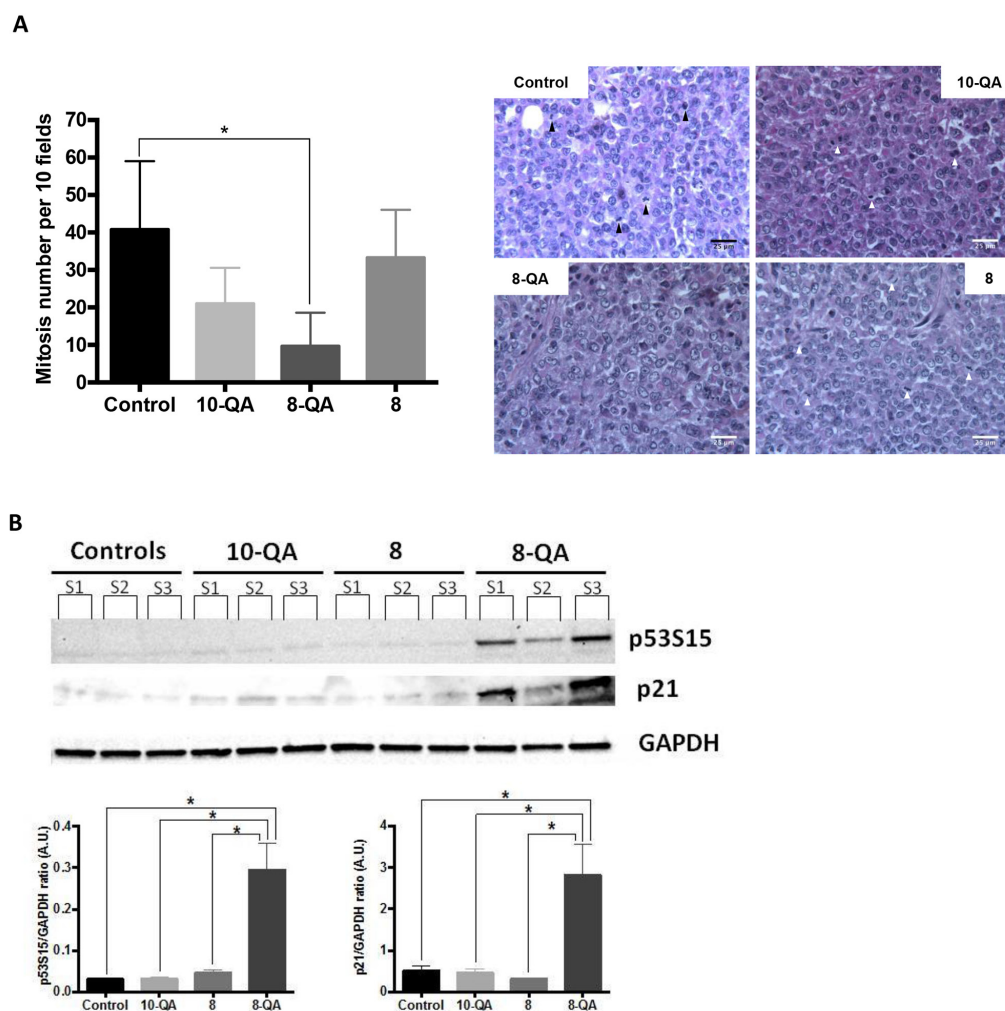 A
Mitosis number per 10 fields
70
60
50
40
30
20
10
0
*
Control 10-QA 8-QA 8
Control
25 µm
10-QA
25 µm
8-QA
25 µm
8
25 µm
B
Controls 10-QA 8 8-QA
S1 S2 S3 S1 S2 S3 S1 S2 S3 S1 S2 S3
p53S15
p21
GAPDH
p53S15/GAPDH ratio (A.U.)
0.4
0.3
0.2
0.1
0.0
*
*
*
Control 10-QA 8 8-QA
p21/GAPDH ratio (A.U.)
4
3
2
1
0
*
*
*
Control 10-QA 8 8-QA